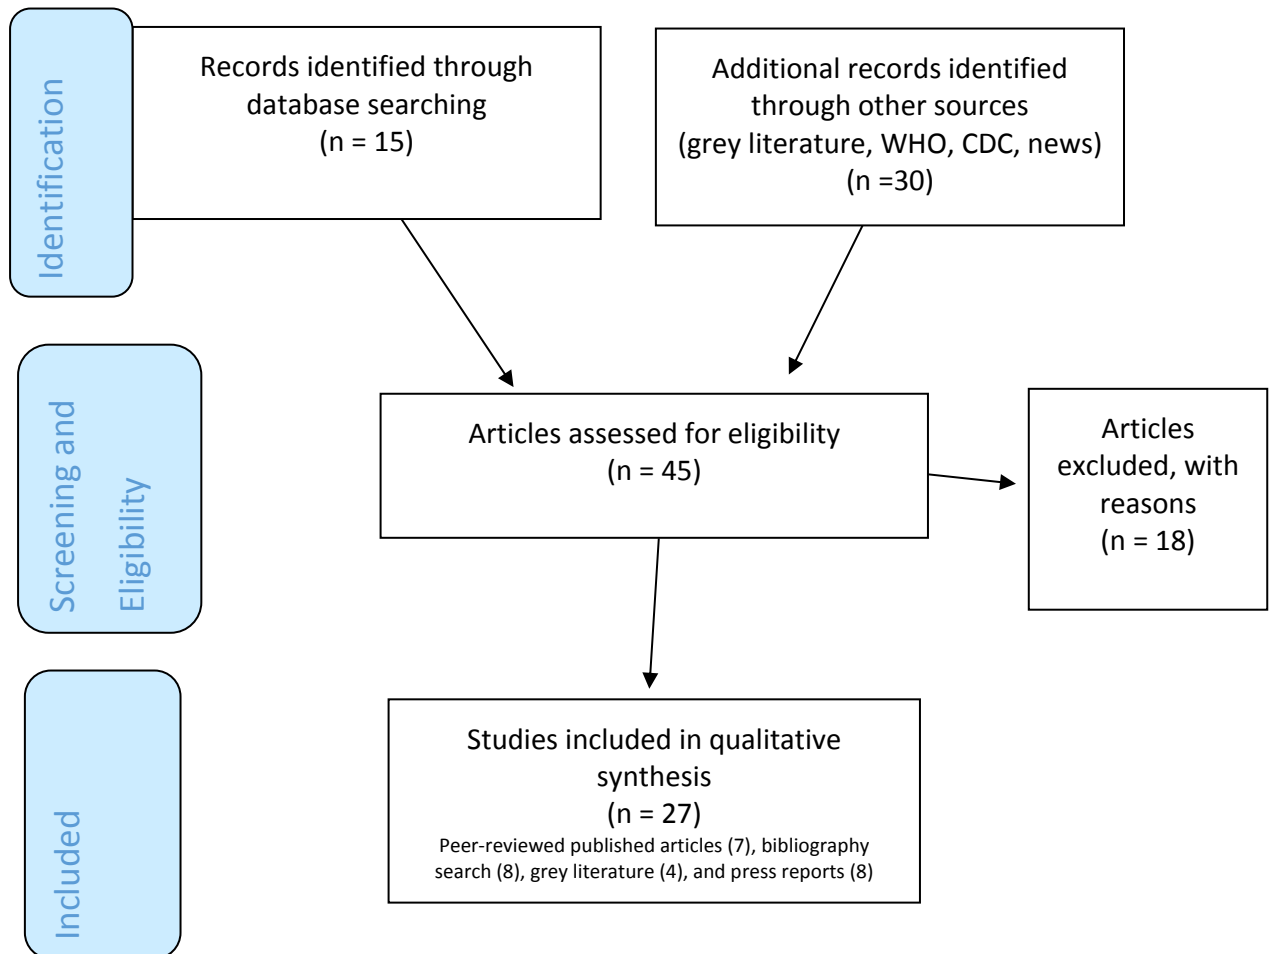 Identification
Records identified through
database searching
(n = 15)
Additional records identified
through other sources
(grey literature, WHO, CDC, news)
(n =30)
Screening and
Eligibility
Articles assessed for eligibility
(n = 45)
Articles
excluded, with
reasons
(n = 18)
Included
Studies included in qualitative
synthesis
(n = 27)
Peer-reviewed published articles (7), bibliography
search (8), grey literature (4), and press reports (8)